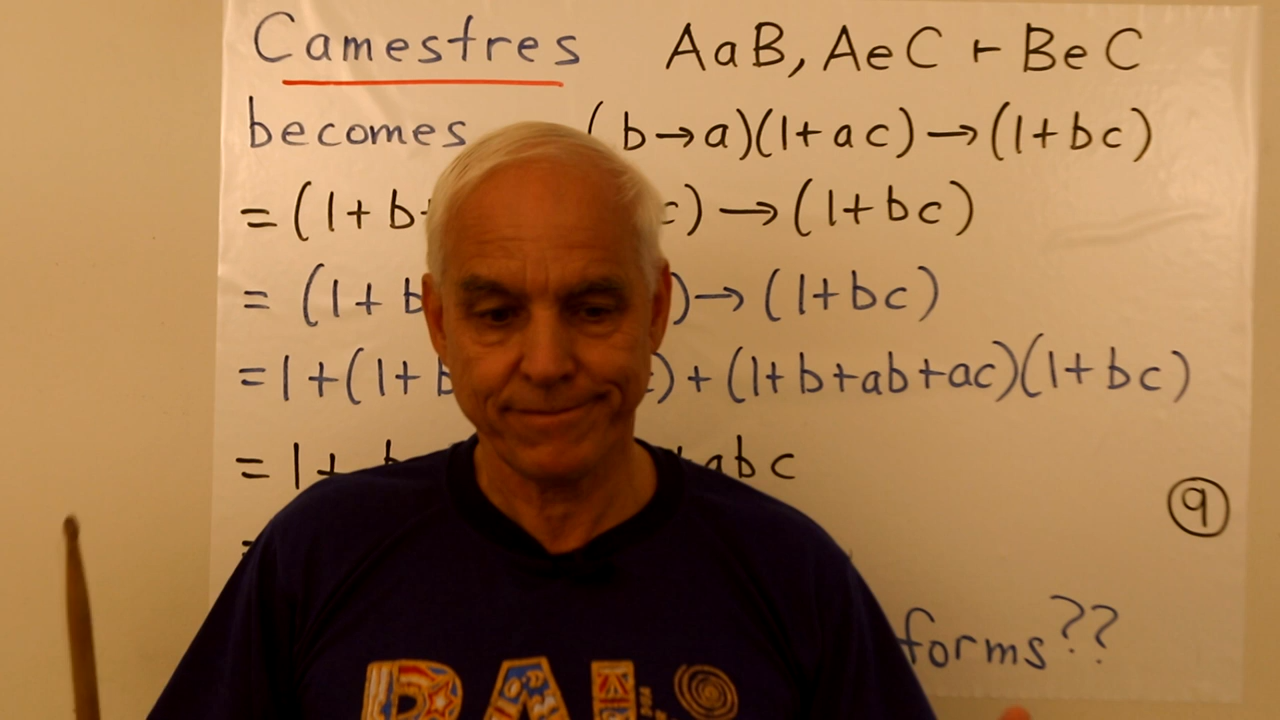 Camestres AaB, AeC ⊢ BeC
becomes (b→a)(1+ac)→(1+bc)
=(1+b c)→(1+bc)
= (1+ b )→(1+bc)
=1+(1+b )+(1+b+ab+ac)(1+bc)
= 1+ abc
9
=
forms??
BALI